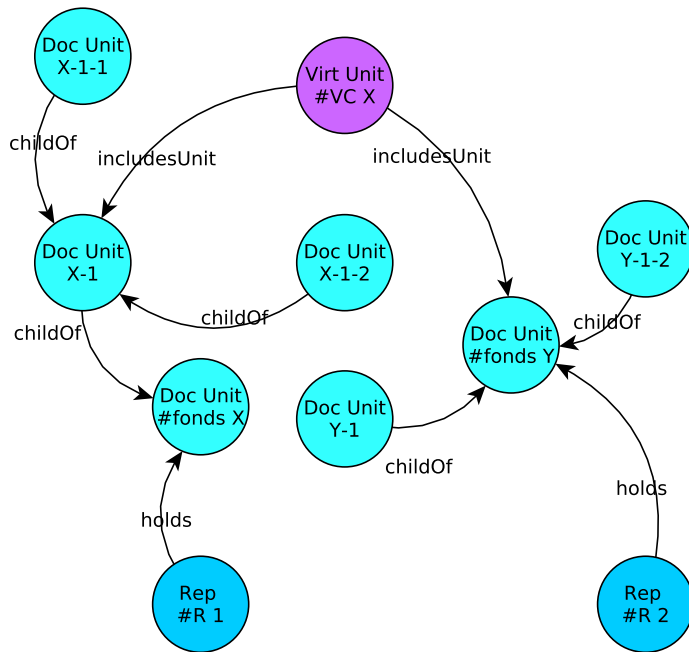 Doc Unit
X-1-1
Virt Unit
#VC X
childOf
includesUnit
includesUnit
Doc Unit
X-1
Doc Unit
X-1-2
Doc Unit
Y-1-2
childOf
childOf
childOf
Doc Unit
#fonds Y
Doc Unit
#fonds X
Doc Unit
Y-1
childOf
holds
holds
Rep
#R 1
Rep
#R 2